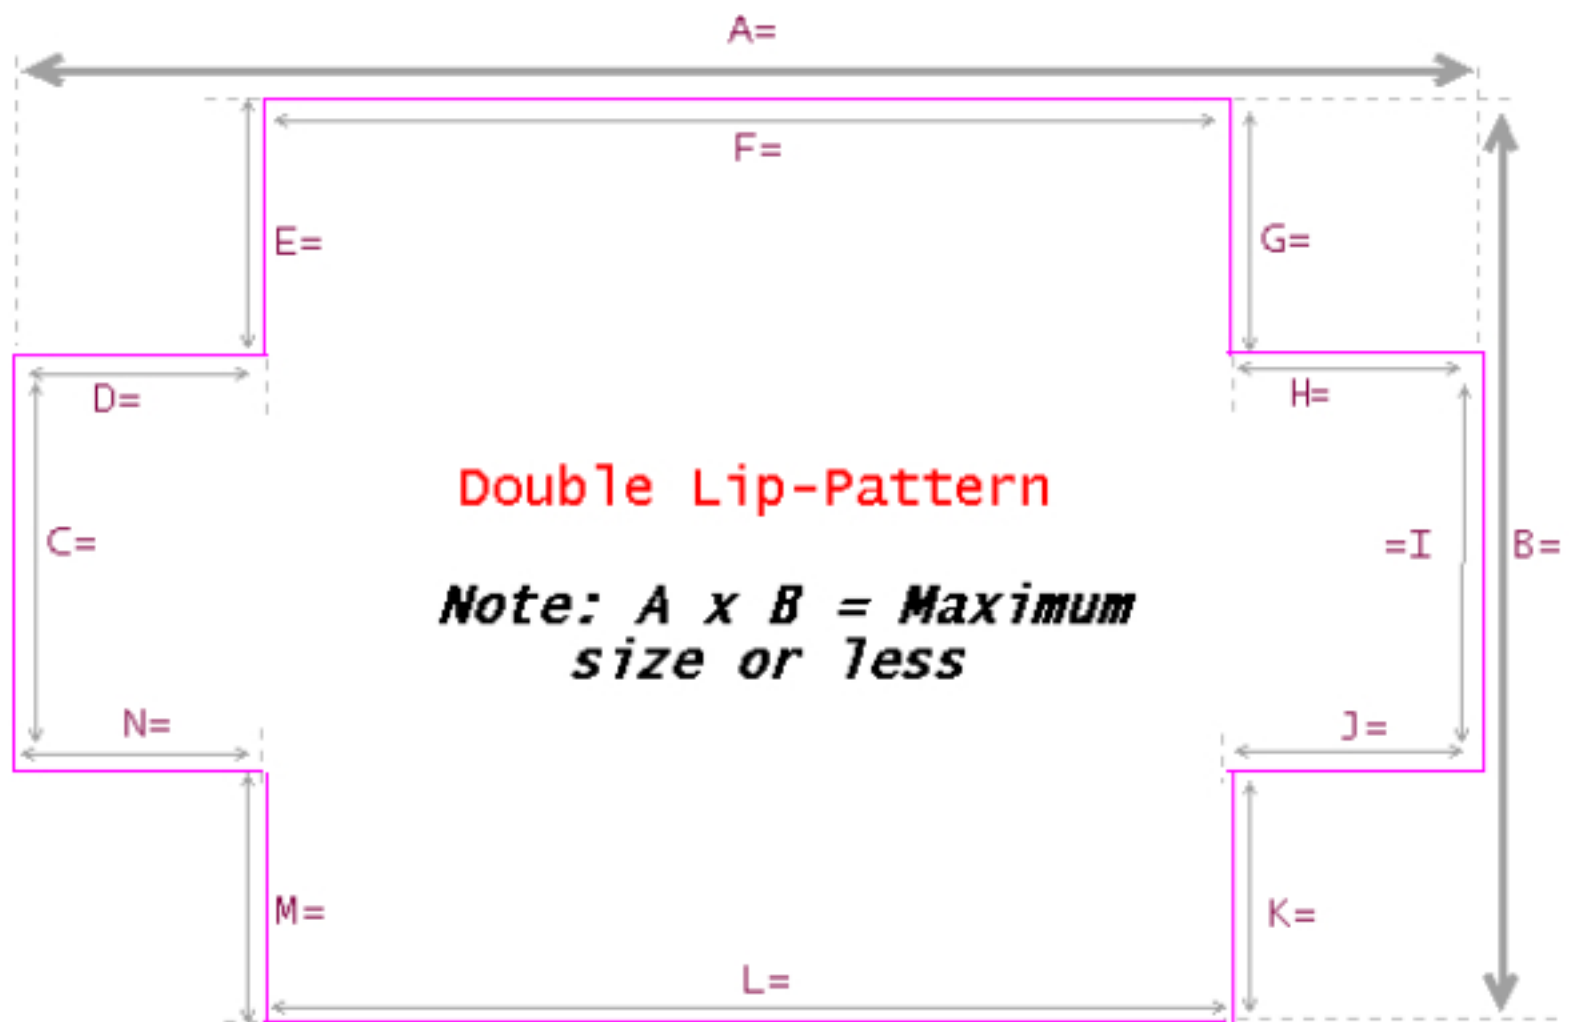 A=
F=
E=
G=
D=
H=
Double Lip-Pattern
C=
=I
B=
Note: A x B = Maximum
size or less
N=
J=
M=
K=
L=